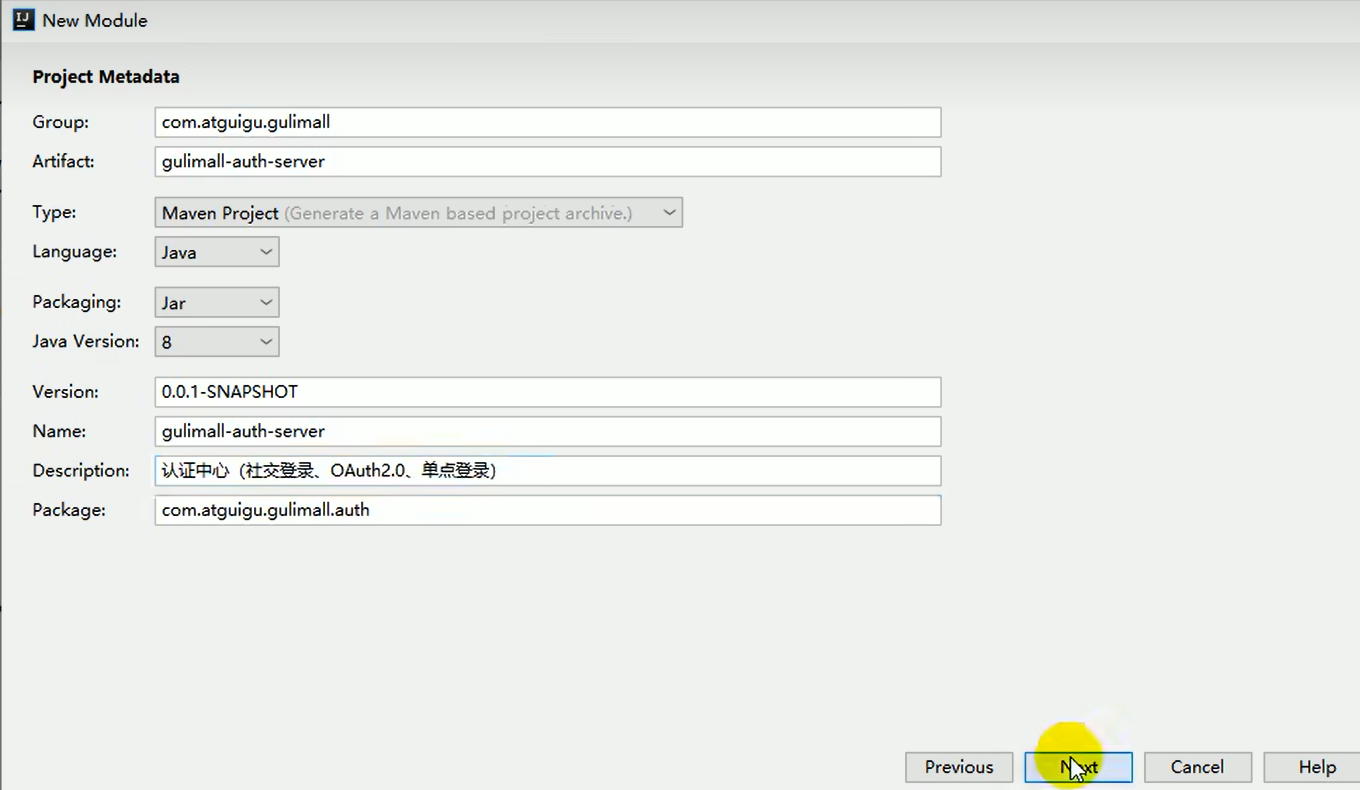 New Module
Project Metadata
Group: com.atguigu.gulimall
Artifact: gulimall-auth-server
Type: Maven Project (Generate a Maven based project archive.)
Language: Java
Packaging: Jar
Java Version: 8
Version: 0.0.1-SNAPSHOT
Name: gulimall-auth-server
Description: 认证中心（社交登录、OAuth2.0、单点登录）
Package: com.atguigu.gulimall.auth
Previous Next Cancel Help